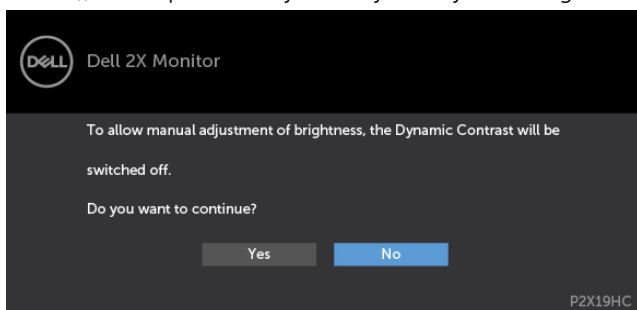 DELL
Dell 2X Monitor
To allow manual adjustment of brightness, the Dynamic Contrast will be
switched off.
Do you want to continue?
Yes No
P2X19HC